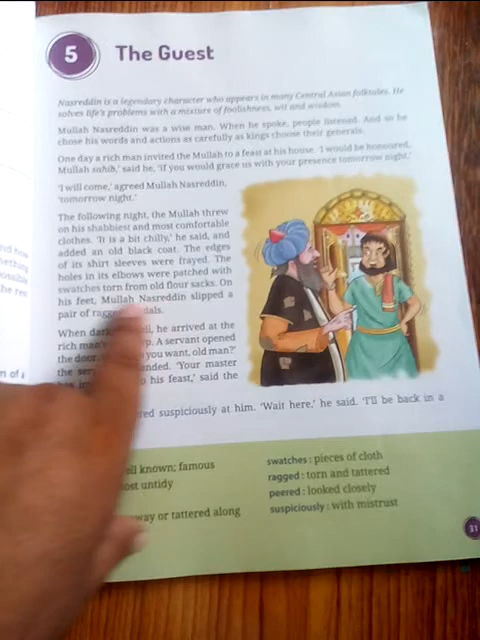 5 The Guest
Nasreddin is a legendary character who appears in many Central Asian folktales. He
solves life's problems with a mixture of foolishness, wit and wisdom.
Mullah Nasreddin was a wise man. When he spoke, people listened. And so he
chose his words and actions as carefully as kings choose their generals.
One day a rich man invited the Mullah to a feast at his house. 'I would be honoured,
Mullah sahib,' said he, 'if you would grace us with your presence tomorrow night.'
'I will come,' agreed Mullah Nasreddin,
'tomorrow night.'
The following night, the Mullah threw
on his shabbiest and most comfortable
clothes. 'It is a bit chilly,' he said, and
added an old black coat. The edges
of its shirt sleeves were frayed. The
holes in its elbows were patched with
swatches torn from old flour sacks. On
his feet, Mullah Nasreddin slipped a
pair of
When he arrived at the
rich man's A servant opened
the door. you want, old man?'
the 'Your master
his feast,' said the
suspiciously at him. 'Wait here,' he said. 'I'll be back in a
known; famous
untidy
or tattered along
swatches : pieces of cloth
ragged : torn and tattered
peered : looked closely
suspiciously : with mistrust
31